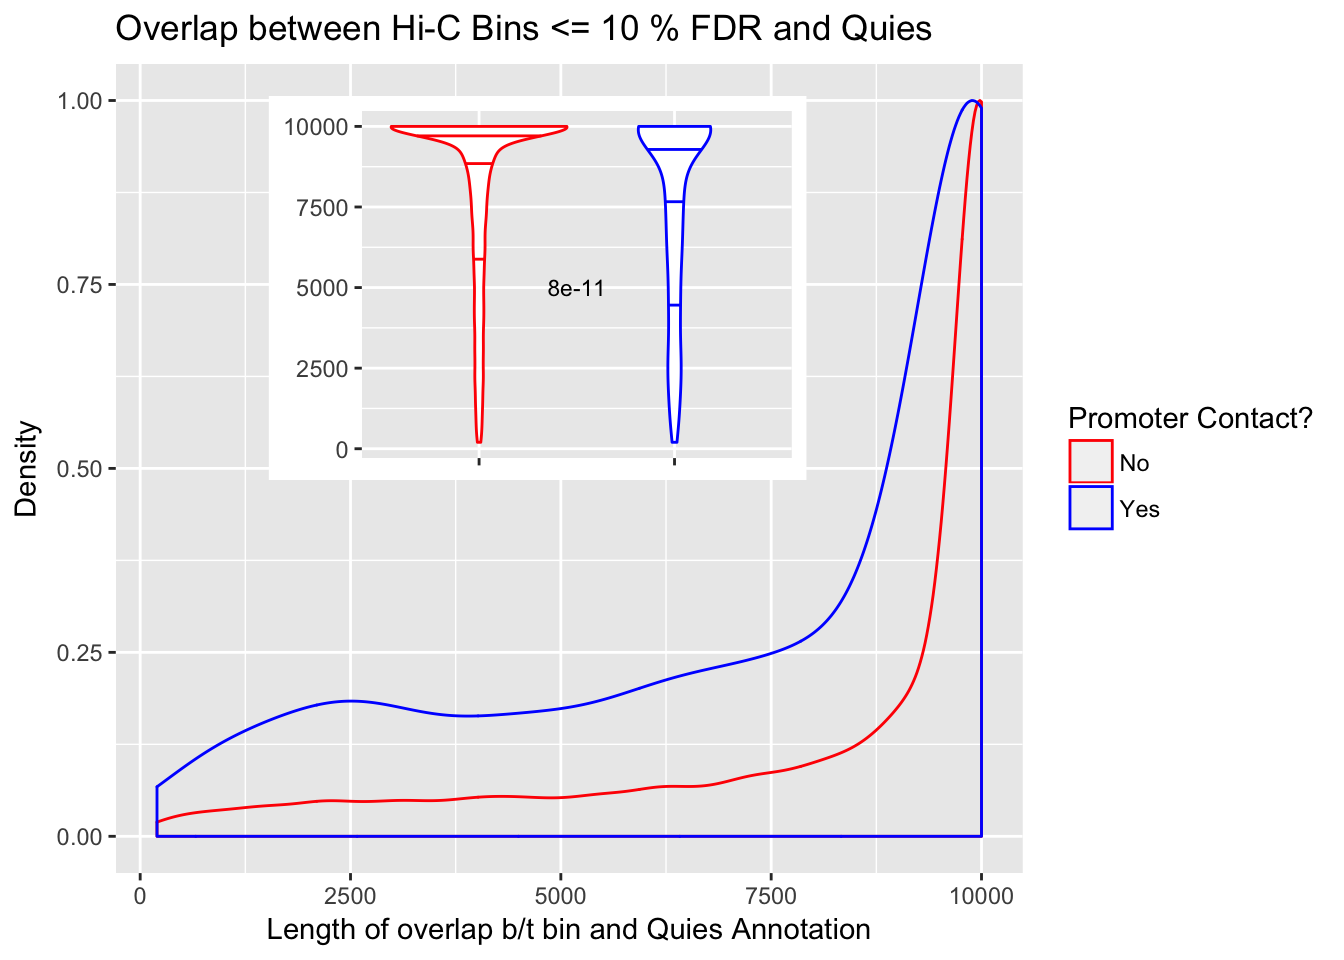 Overlap between Hi-C Bins <= 10 % FDR and Quies
Density
1.00
0.75
0.50
0.25
0.00
10000
7500
5000
2500
0
8e-11
0
2500
5000
7500
10000
Length of overlap b/t bin and Quies Annotation
Promoter Contact?
No
Yes